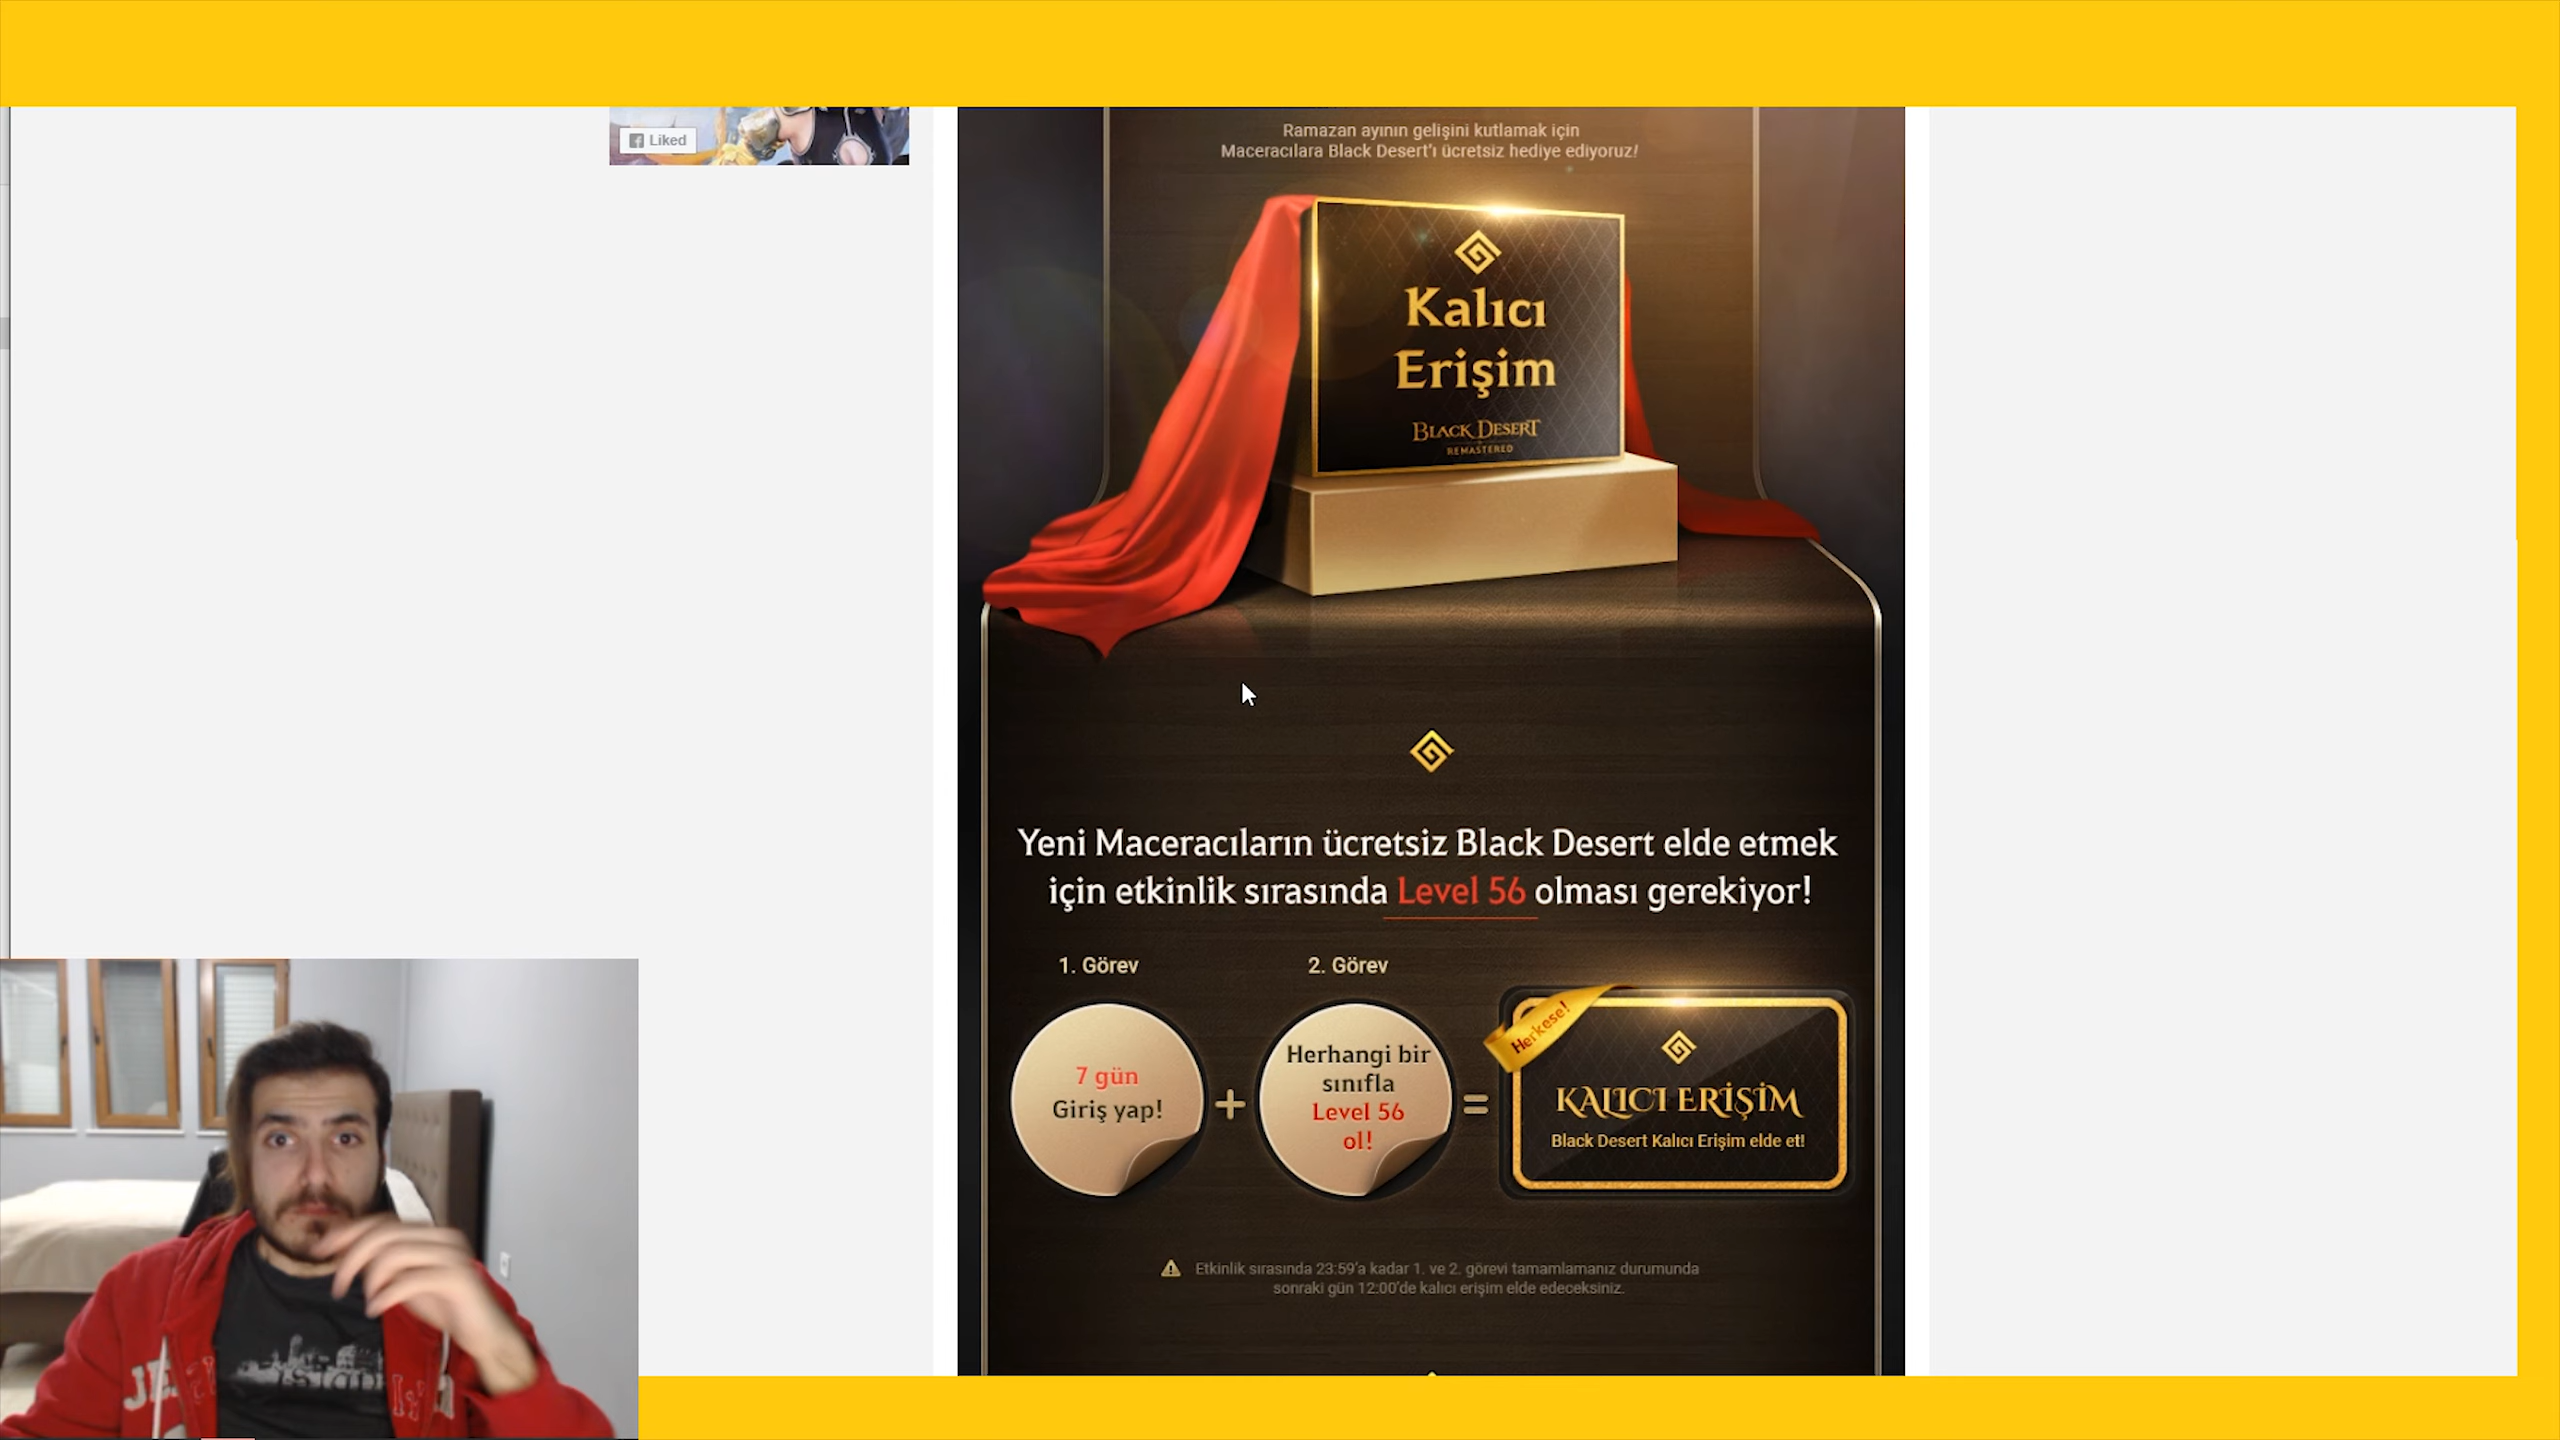 Liked
Ramazan ayının gelişini kutlamak için
Maceracılara Black Desert'ı ücretsiz hediye ediyoruz!
Kalıcı
Erişim
BLACK DESERT
REMASTERED
Yeni Maceracıların ücretsiz Black Desert elde etmek
için etkinlik sırasında Level 56 olması gerekiyor!
1. Görev
2. Görev
7 gün
Giriş yap!
+
Herhangi bir
sınıfla
Level 56
ol!
=
Herkese!
KALICI ERİŞİM
Black Desert Kalıcı Erişim elde et!
Etkinlik sırasında 23:59'a kadar 1. ve 2. görevi tamamlamanız durumunda
sonraki gün 12:00'de kalıcı erişim elde edeceksiniz.